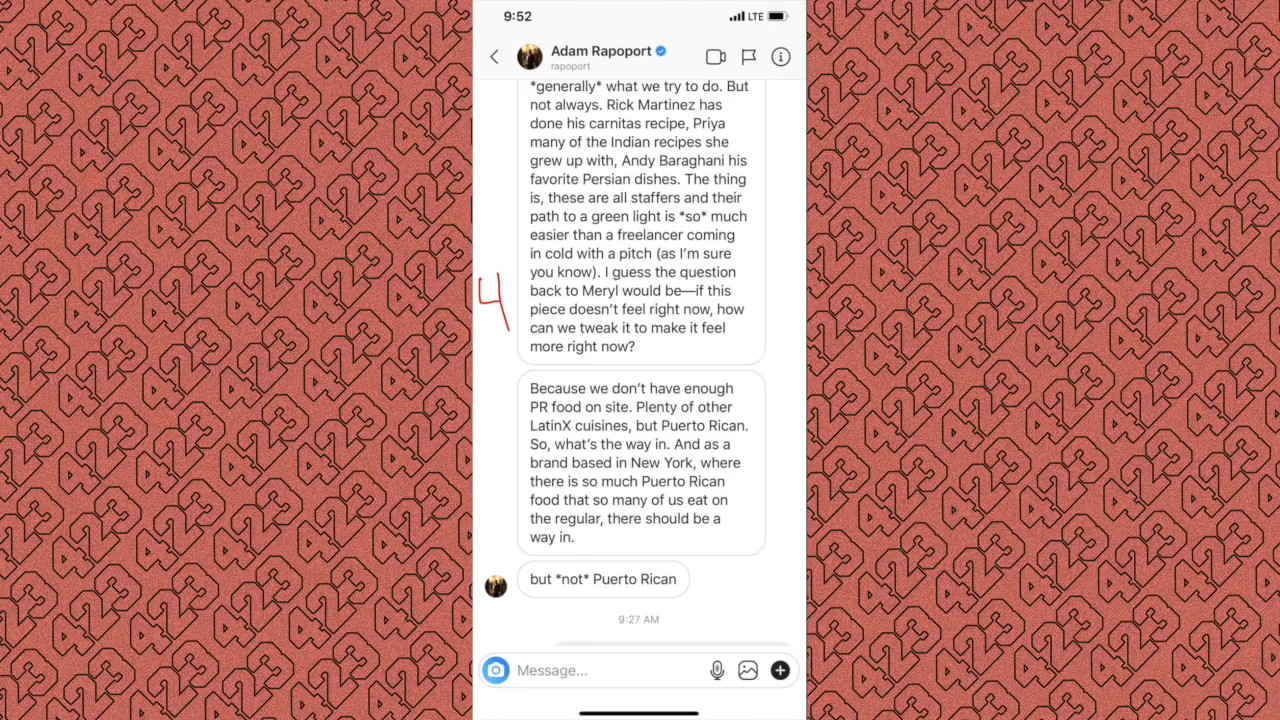 9:52
LTE
Adam Rapoport
rapoport
*generally* what we try to do. But
not always. Rick Martinez has
done his carnitas recipe, Priya
many of the Indian recipes she
grew up with, Andy Baraghani his
favorite Persian dishes. The thing
is, these are all staffers and their
path to a green light is *so* much
easier than a freelancer coming
in cold with a pitch (as I’m sure
you know). I guess the question
back to Meryl would be—if this
piece doesn’t feel right now, how
can we tweak it to make it feel
more right now?
4
Because we don’t have enough
PR food on site. Plenty of other
LatinX cuisines, but Puerto Rican.
So, what’s the way in. And as a
brand based in New York, where
there is so much Puerto Rican
food that so many of us eat on
the regular, there should be a
way in.
but *not* Puerto Rican
9:27 AM
Message...